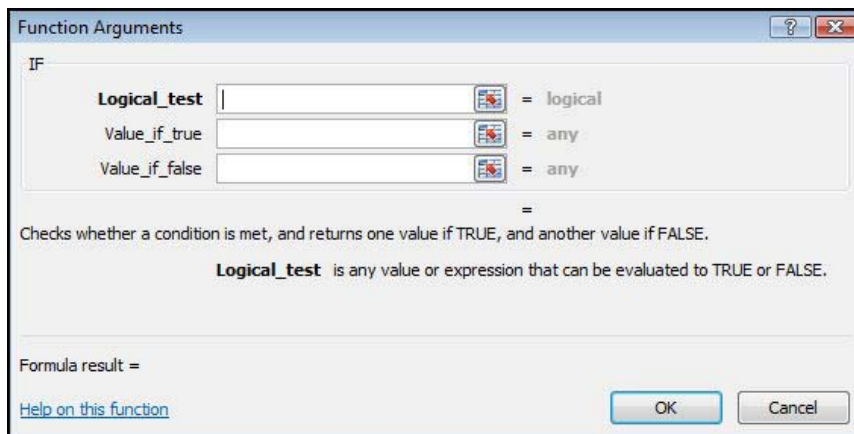 Function Arguments
?
IF
Logical_test = logical
Value_if_true = any
Value_if_false = any
=
Checks whether a condition is met, and returns one value if TRUE, and another value if FALSE.
Logical_test is any value or expression that can be evaluated to TRUE or FALSE.
Formula result =
Help on this function OK Cancel